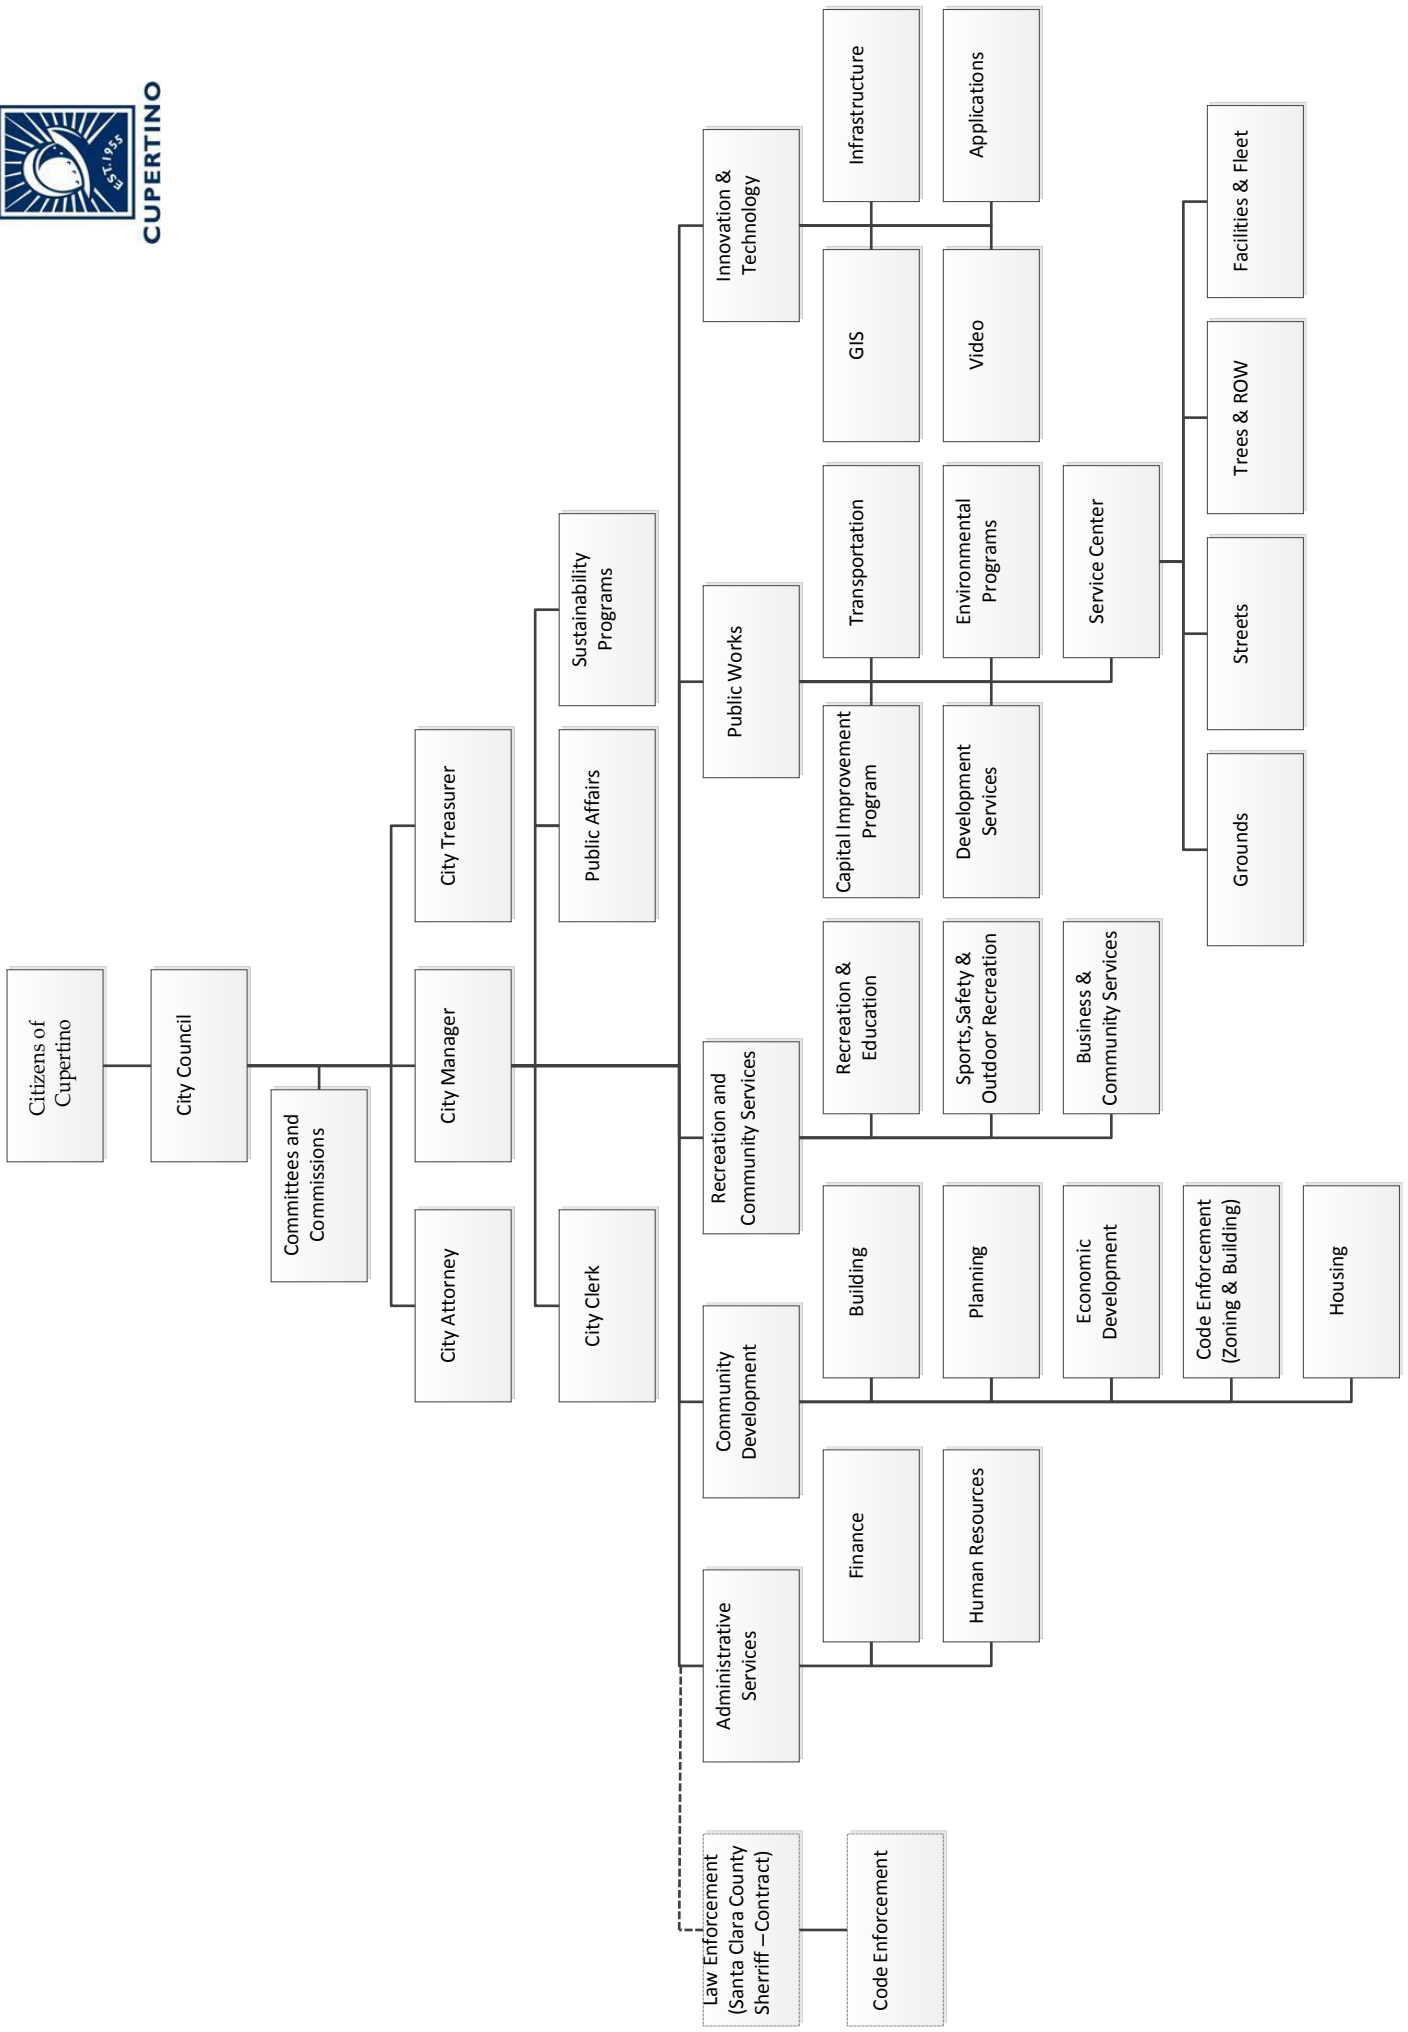 EST. 1955
CUPERTINO
Citizens of
Cupertino
City Council
Committees and
Commissions
City Attorney
City Manager
City Treasurer
City Clerk
Public Affairs
Sustainability
Programs
Law Enforcement
(Santa Clara County
Sherriff – Contract)
Code Enforcement
Administrative
Services
Finance
Human Resources
Community
Development
Building
Planning
Economic
Development
Code Enforcement
(Zoning & Building)
Housing
Recreation and
Community Services
Recreation &
Education
Sports,Safety &
Outdoor Recreation
Business &
Community Services
Public Works
Capital Improvement
Program
Transportation
Development
Services
Environmental
Programs
Service Center
Grounds
Streets
Trees & ROW
Facilities & Fleet
Innovation &
Technology
GIS
Infrastructure
Video
Applications